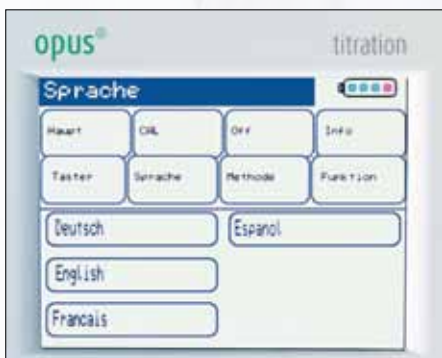 opus®
titration
Sprache
Haupt CAL Off Info
Taster Sprache Methode Funktion
Deutsch Espanol
English
Francais